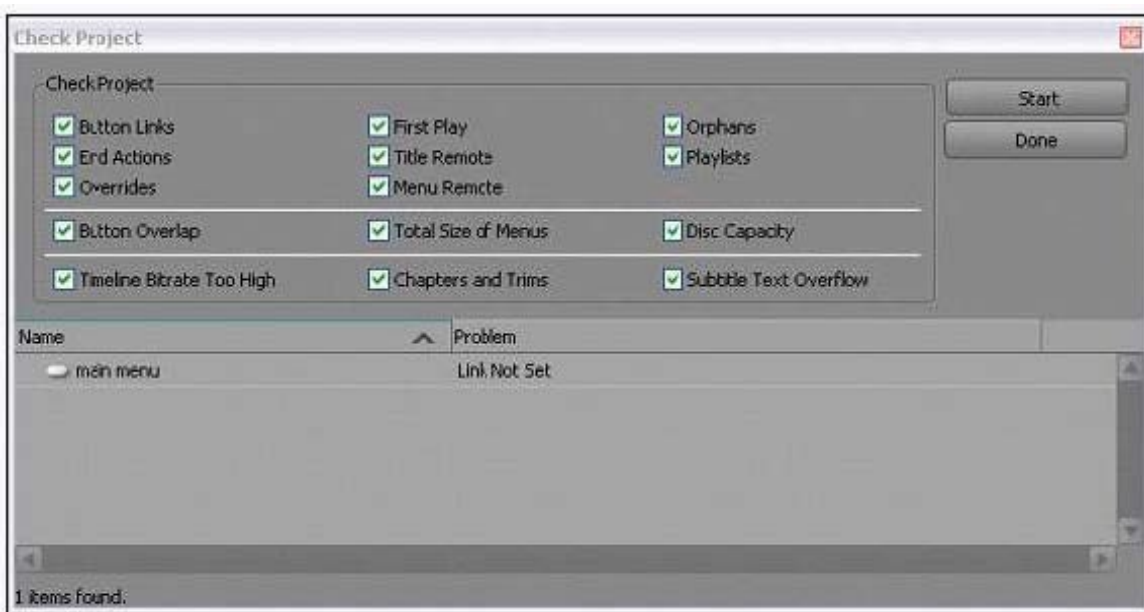 Check Project
Check Project
Start
Done
Button Links First Play Orphans
End Actions Title Remote Playlists
Overrides Menu Remote
Button Overlap Total Size of Menus Disc Capacity
Timeline Bitrate Too High Chapters and Trims Subtitle Text Overflow
Name Problem
main menu Link Not Set
1 items found.